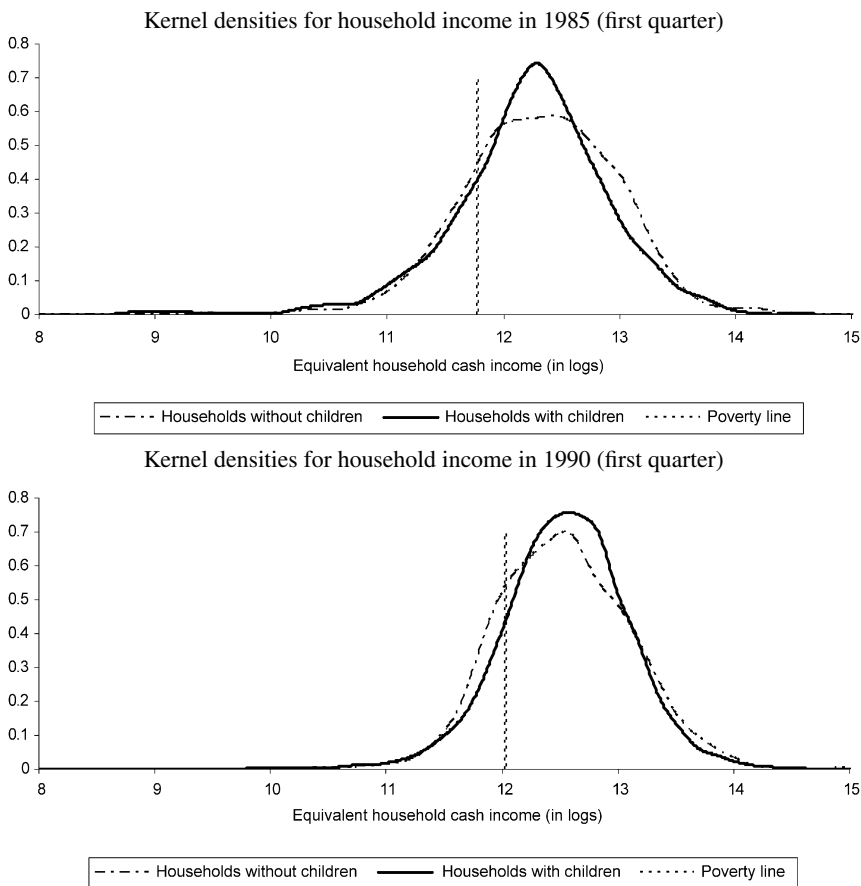 Kernel densities for household income in 1985 (first quarter)
0.8
0.7
0.6
0.5
0.4
0.3
0.2
0.1
0
8 9 10 11 12 13 14 15
Equivalent household cash income (in logs)
Households without children Households with children Poverty line
Kernel densities for household income in 1990 (first quarter)
0.8
0.7
0.6
0.5
0.4
0.3
0.2
0.1
0
8 9 10 11 12 13 14 15
Equivalent household cash income (in logs)
Households without children Households with children Poverty line